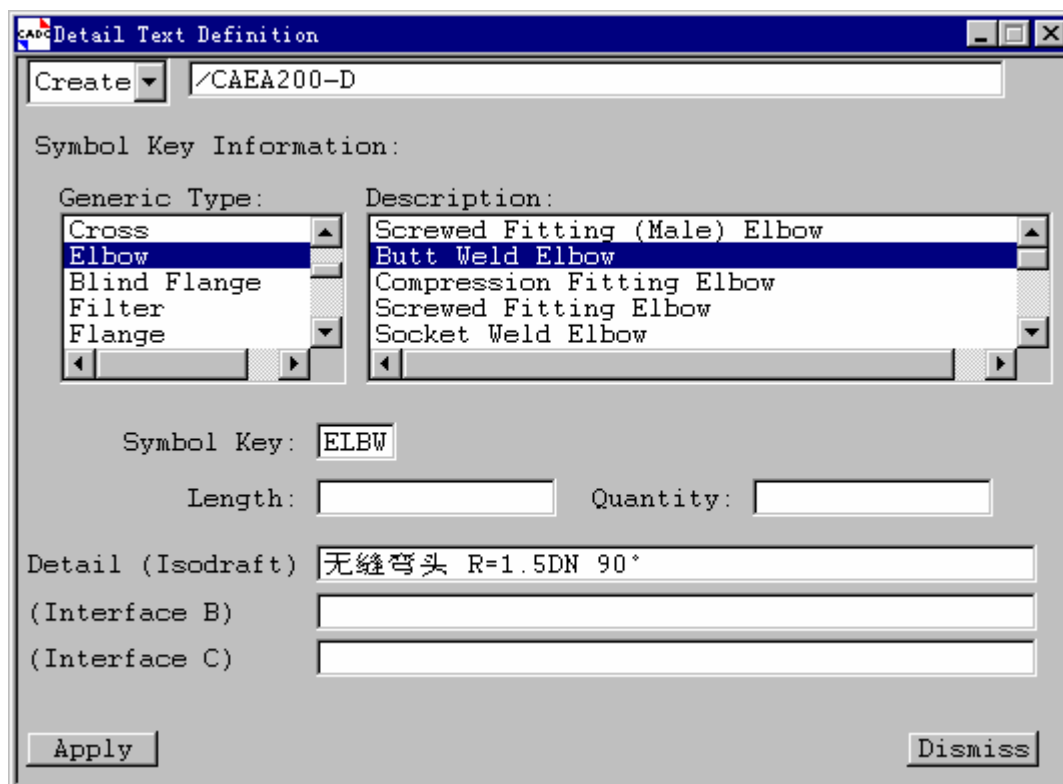 CADC Detail Text Definition
Create /CAEA200-D
Symbol Key Information:
Generic Type: Description:
Cross Screwed Fitting (Male) Elbow
Elbow Butt Weld Elbow
Blind Flange Compression Fitting Elbow
Filter Screwed Fitting Elbow
Flange Socket Weld Elbow
Symbol Key: ELBW
Length: Quantity:
Detail (Isodraft) 无缝弯头 R=1.5DN 90°
(Interface B)
(Interface C)
Apply Dismiss